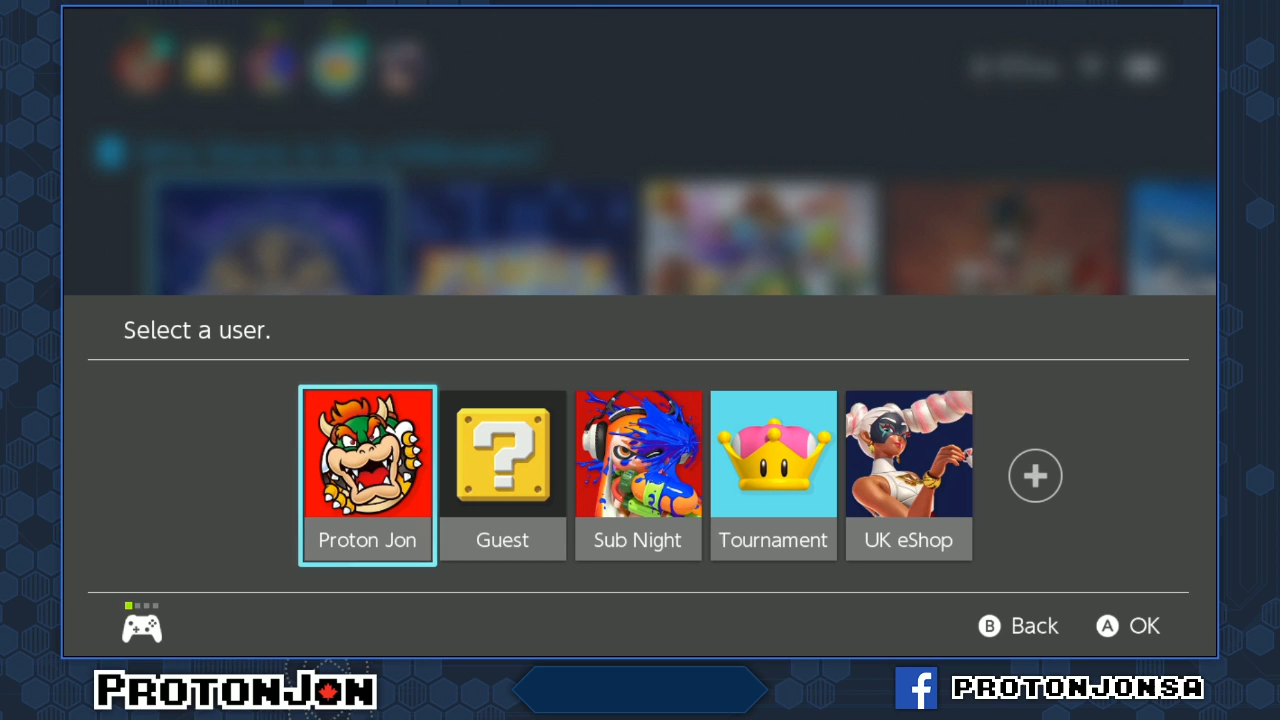 Select a user.
Proton Jon
Guest
Sub Night
Tournament
UK eShop
B Back
A OK
PROTONJON
f PROTONJONSA